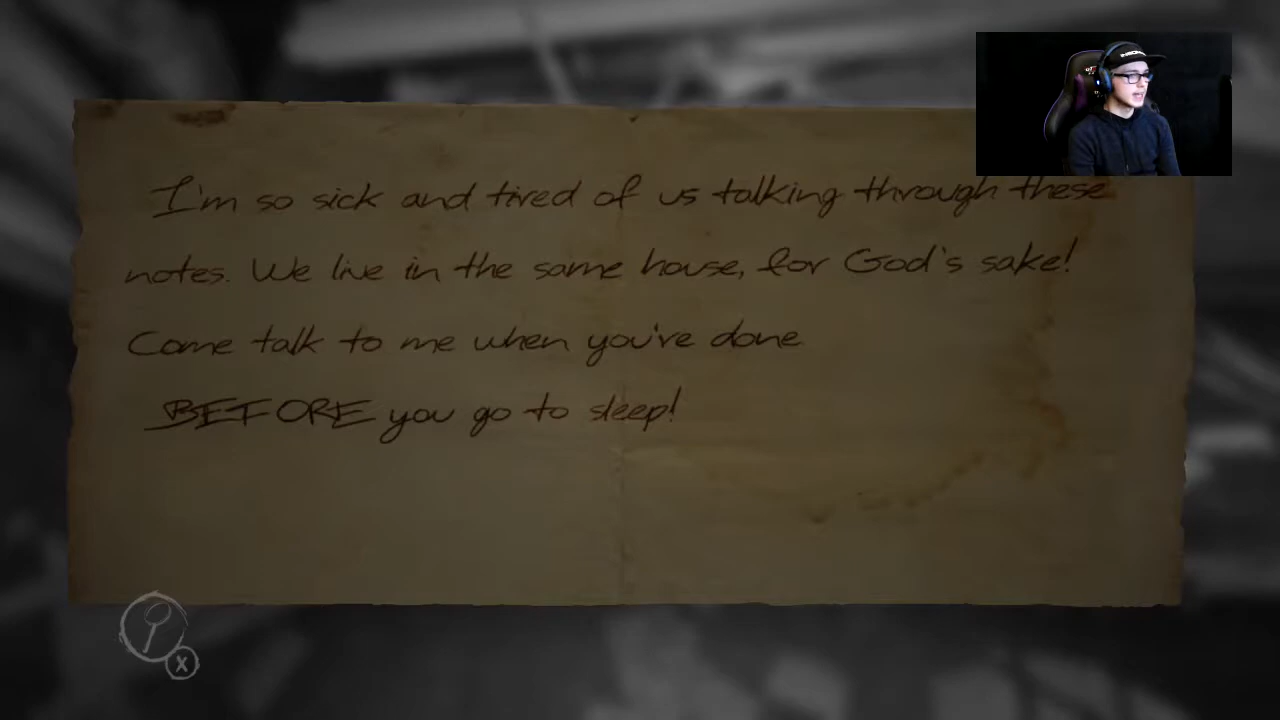 I'm so sick and tired of us talking through these
notes. We live in the same house, for God's sake!
Come talk to me when you've done
BEFORE you go to sleep!
X